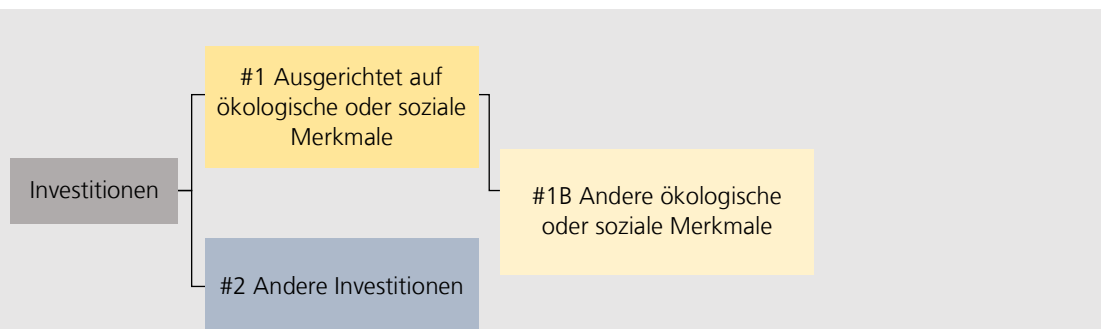 #1 Ausgerichtet auf
ökologische oder soziale
Merkmale
Investitionen
#1B Andere ökologische
oder soziale Merkmale
#2 Andere Investitionen